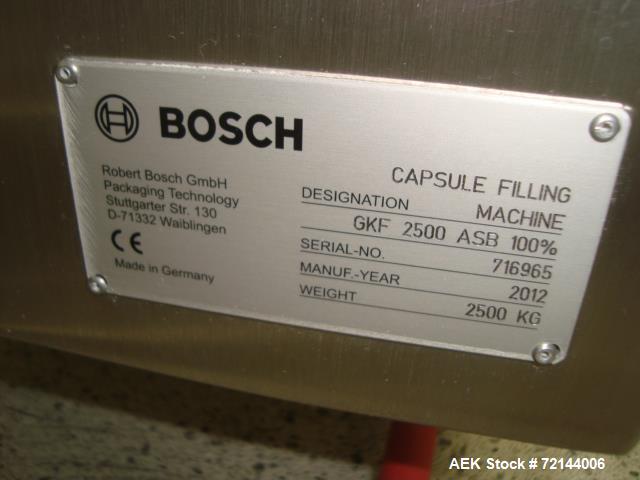 BOSCH
Robert Bosch GmbH
Packaging Technology
Stuttgarter Str. 130
D-71332 Waiblingen
CE
Made in Germany
CAPSULE FILLING
DESIGNATION MACHINE
GKF 2500 ASB 100%
SERIAL-NO. 716965
MANUF.-YEAR 2012
WEIGHT 2500 KG
AEK Stock #72144006